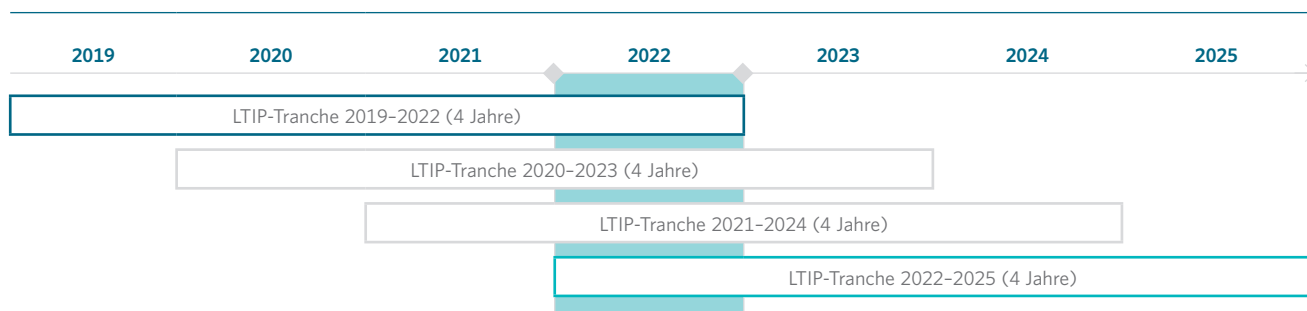 2019 2020 2021 2022 2023 2024 2025
LTIP-Tranche 2019–2022 (4 Jahre)
LTIP-Tranche 2020–2023 (4 Jahre)
LTIP-Tranche 2021–2024 (4 Jahre)
LTIP-Tranche 2022–2025 (4 Jahre)